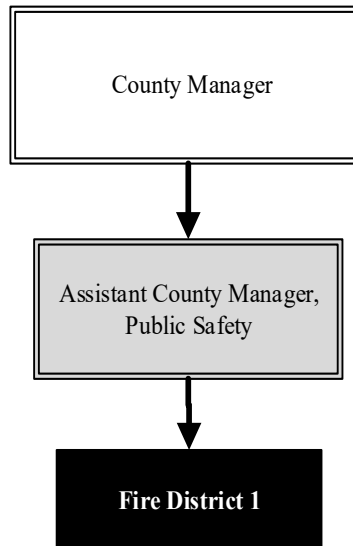 County Manager
Assistant County Manager,
Public Safety
Fire District 1